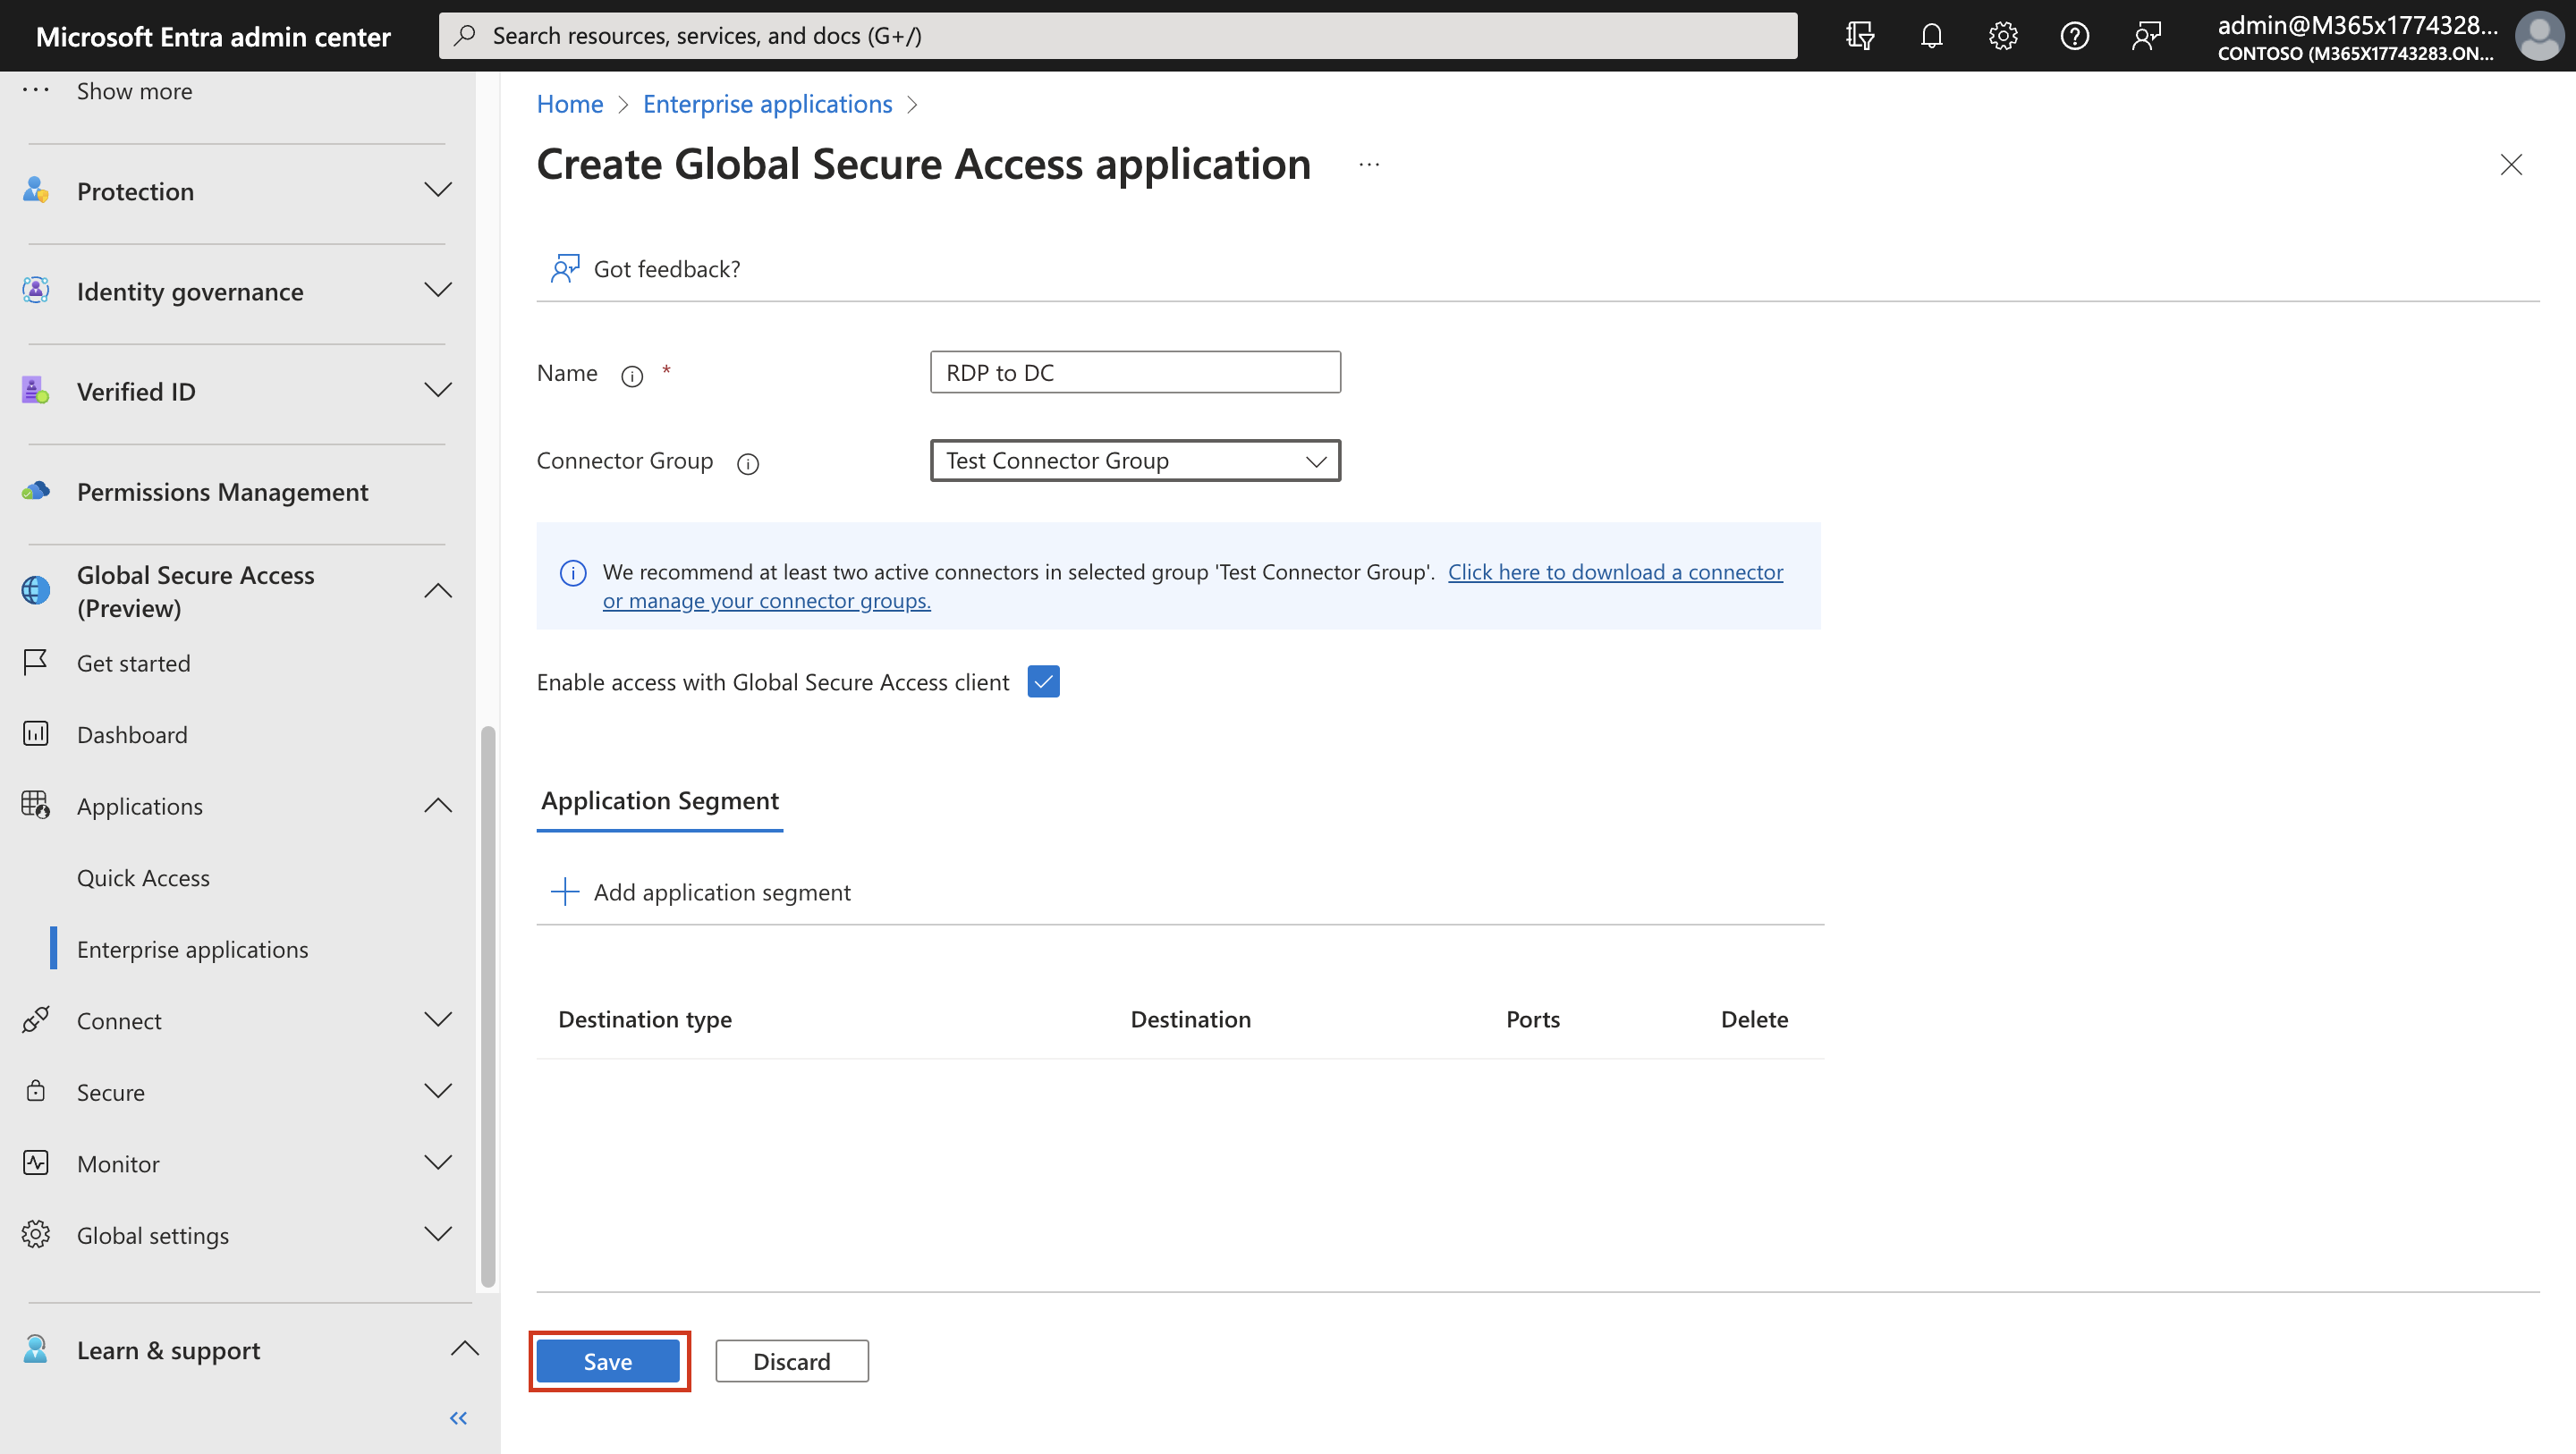 Microsoft Entra admin center
Search resources, services, and docs (G+/)
admin@M365x1774328...
CONTOSO (M365X17743283.ON...
Show more
Protection
Identity governance
Verified ID
Permissions Management
Global Secure Access
(Preview)
Get started
Dashboard
Applications
Quick Access
Enterprise applications
Connect
Secure
Monitor
Global settings
Learn & support
Home > Enterprise applications >
Create Global Secure Access application ...
Got feedback?
Name * RDP to DC
Connector Group Test Connector Group
We recommend at least two active connectors in selected group 'Test Connector Group'. Click here to download a connector
or manage your connector groups.
Enable access with Global Secure Access client
Application Segment
Add application segment
Destination type Destination Ports Delete
Save Discard